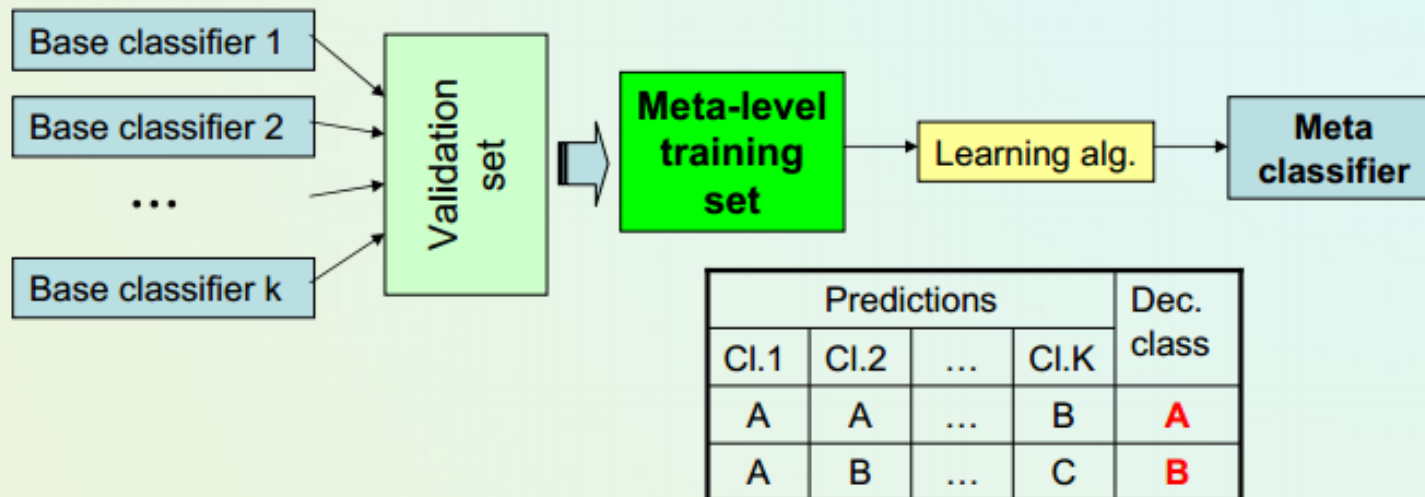 Base classifier 1
Base classifier 2
...
Base classifier k
Validation
set
Meta-level
training
set
Learning alg.
Meta
classifier
Predictions Dec.
class
Cl.1 Cl.2 ... Cl.K
A A ... B A
A B ... C B